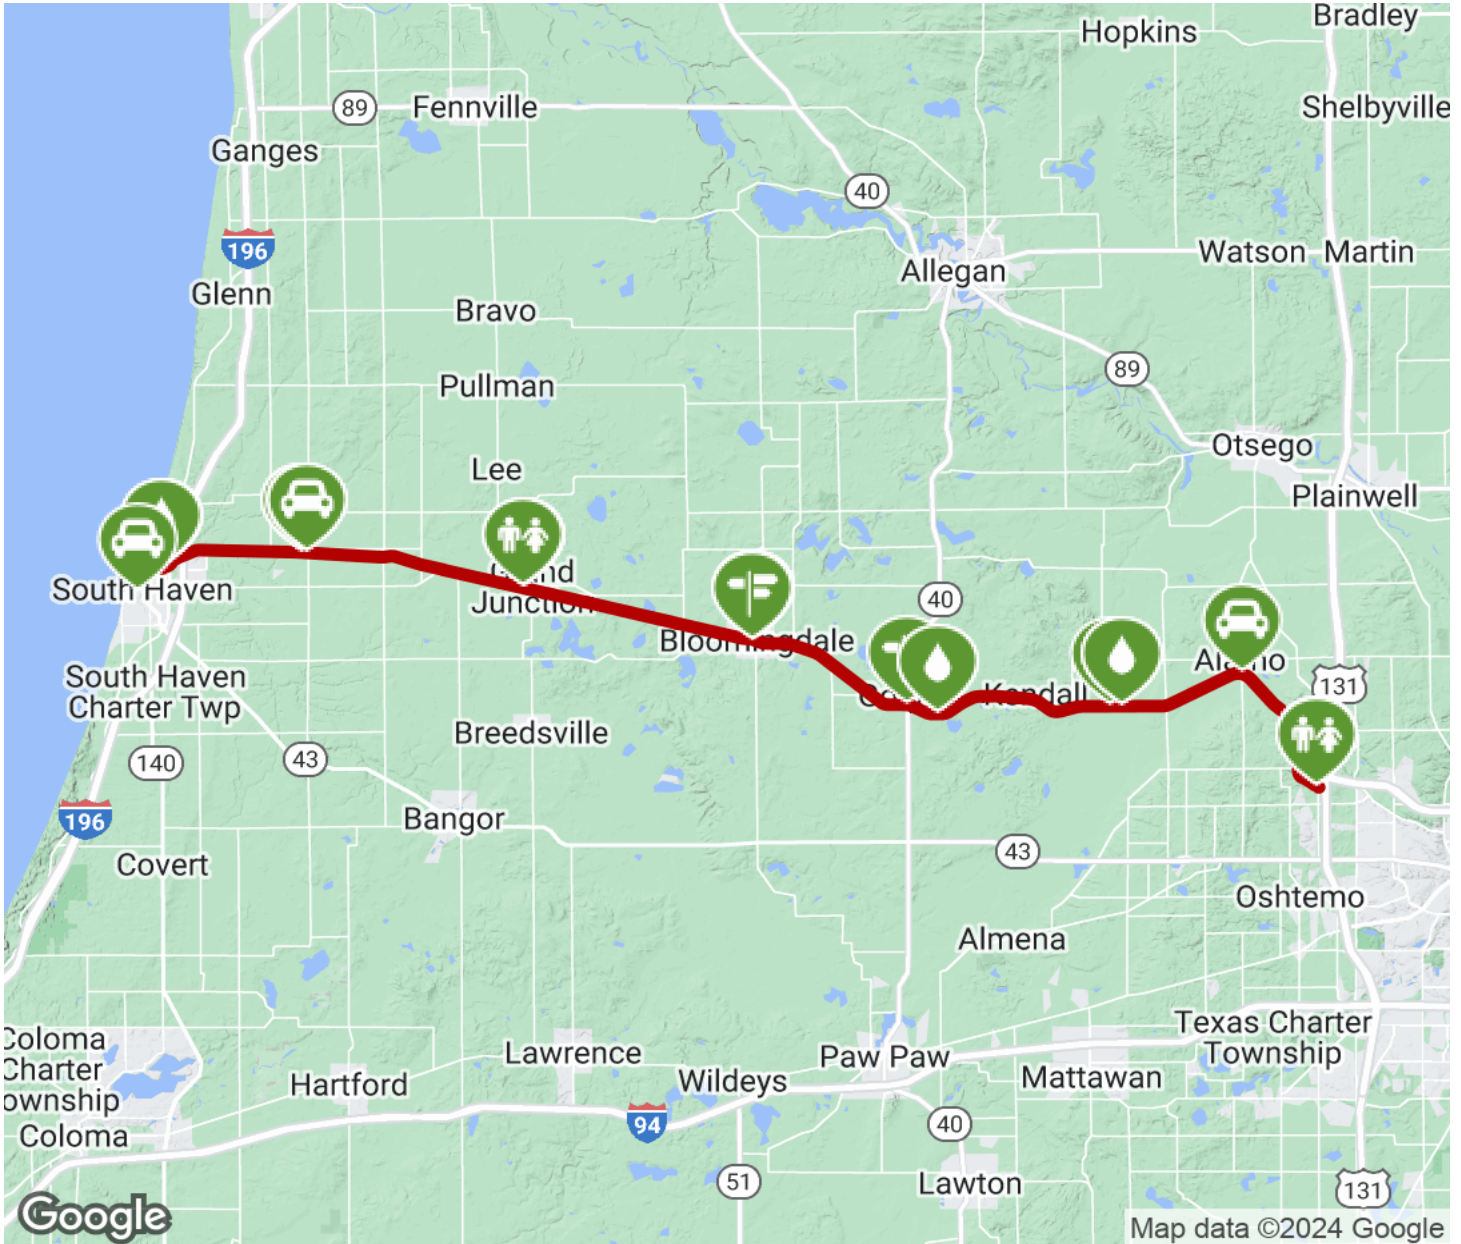 Bradley
Hopkins
89
Fennville
Shelbyville
Ganges
40
196
Watson
Martin
Allegan
Glenn
Bravo
89
Pullman
Otsego
Lee
Plainwell
South Haven
Junction
40
Bloomingdale
Kendall
131
South Haven
Charter Twp
Breedsville
140
43
196
Bangor
43
Covert
Oshtemo
Almena
Texas Charter
Township
Coloma
Charter
ownship
Lawrence
Paw Paw
Hartford
Wildeys
Mattawan
94
40
Coloma
51
Lawton
131
Google
Map data ©2024 Google